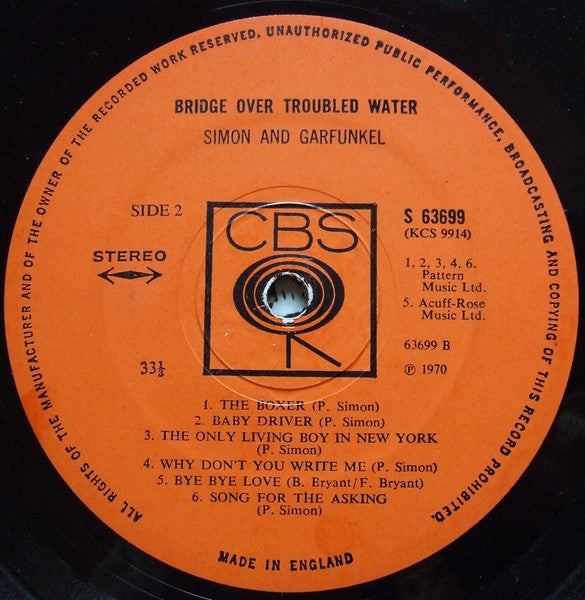 ALL RIGHTS OF THE MANUFACTURER AND OF THE OWNER OF THE RECORDED WORK RESERVED. UNAUTHORIZED PUBLIC PERFORMANCE, BROADCASTING AND COPYING OF THIS RECORD PROHIBITED.
BRIDGE OVER TROUBLED WATER
SIMON AND GARFUNKEL
SIDE 2
CBS
STEREO
33⅓
S 63699
(KCS 9914)
1, 2, 3, 4, 6.
Pattern
Music Ltd.
5. Acuff-Rose
Music Ltd.
63699 B
℗ 1970
1. THE BOXER (P. Simon)
2. BABY DRIVER (P. Simon)
3. THE ONLY LIVING BOY IN NEW YORK
(P. Simon)
4. WHY DON'T YOU WRITE ME (P. Simon)
5. BYE BYE LOVE (B. Bryant/F. Bryant)
6. SONG FOR THE ASKING
(P. Simon)
MADE IN ENGLAND